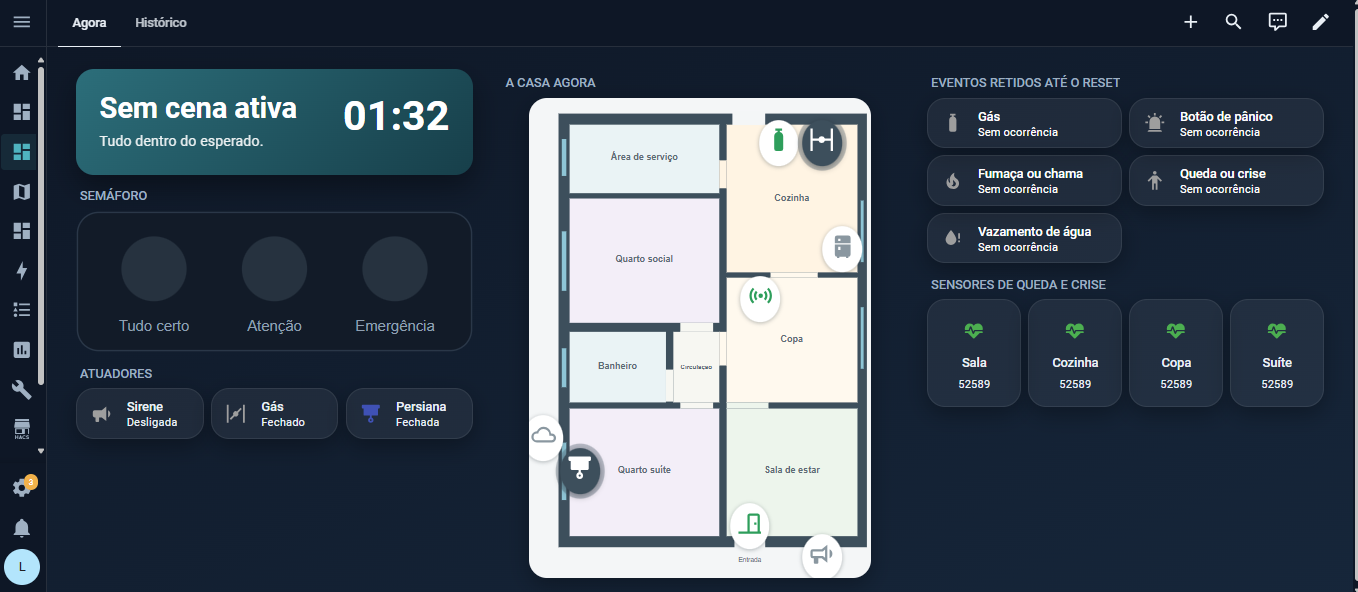 Agora
Histórico
Sem cena ativa
01:32
Tudo dentro do esperado.
SEMÁFORO
Tudo certo
Atenção
Emergência
ATUADORES
Sirene
Desligada
Gás
Fechado
Persiana
Fechada
HACS
3
L
A CASA AGORA
Área de serviço
Cozinha
Quarto social
Copa
Banheiro
Circulação
Quarto suíte
Sala de estar
Entrada
EVENTOS RETIDOS ATÉ O RESET
Gás
Sem ocorrência
Botão de pânico
Sem ocorrência
Fumaça ou chama
Sem ocorrência
Queda ou crise
Sem ocorrência
Vazamento de água
Sem ocorrência
SENSORES DE QUEDA E CRISE
Sala
52589
Cozinha
52589
Copa
52589
Suíte
52589